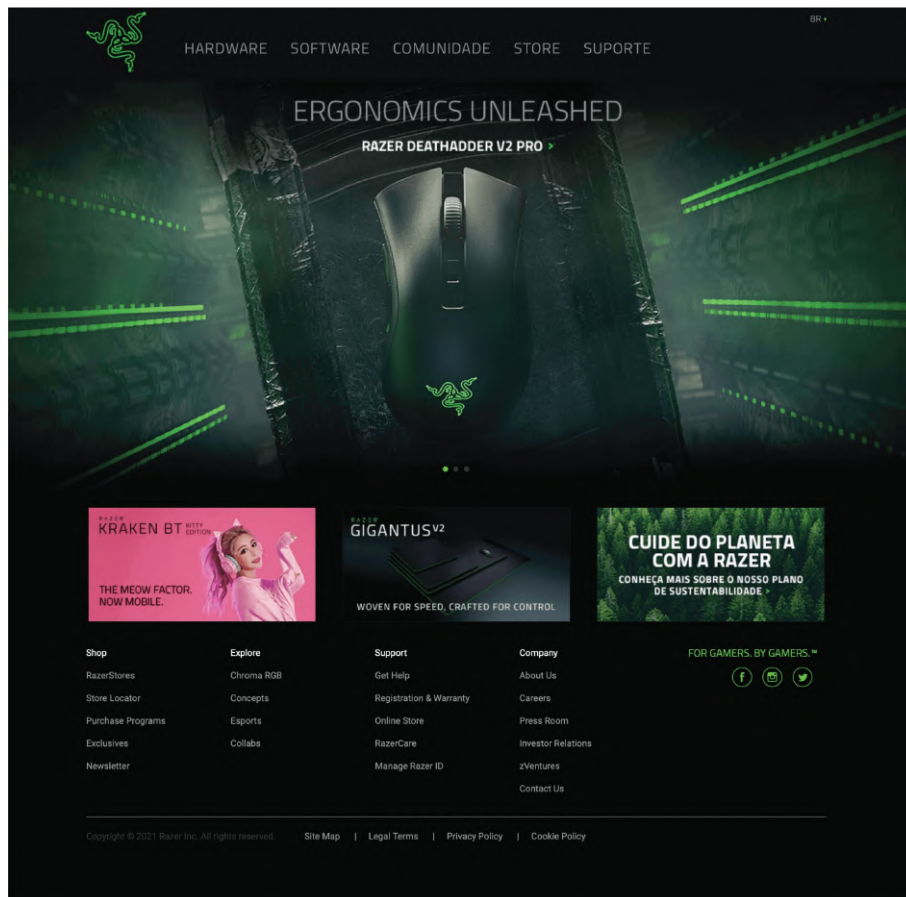 BR
HARDWARE SOFTWARE COMUNIDADE STORE SUPORTE
ERGONOMICS UNLEASHED
RAZER DEATHADDER V2 PRO >
RAZER
KRAKEN BT KITTY EDITION
THE MEOW FACTOR.
NOW MOBILE.
RAZER
GIGANTUS V2
WOVEN FOR SPEED, CRAFTED FOR CONTROL
CUIDE DO PLANETA
COM A RAZER
CONHEÇA MAIS SOBRE O NOSSO PLANO
DE SUSTENTABILIDADE >
Shop
RazerStores
Store Locator
Purchase Programs
Exclusives
Newsletter
Explore
Chroma RGB
Concepts
Esports
Collabs
Support
Get Help
Registration & Warranty
Online Store
RazerCare
Manage Razer ID
Company
About Us
Careers
Press Room
Investor Relations
zVentures
Contact Us
FOR GAMERS. BY GAMERS.™
Copyright © 2021 Razer Inc. All rights reserved. Site Map | Legal Terms | Privacy Policy | Cookie Policy